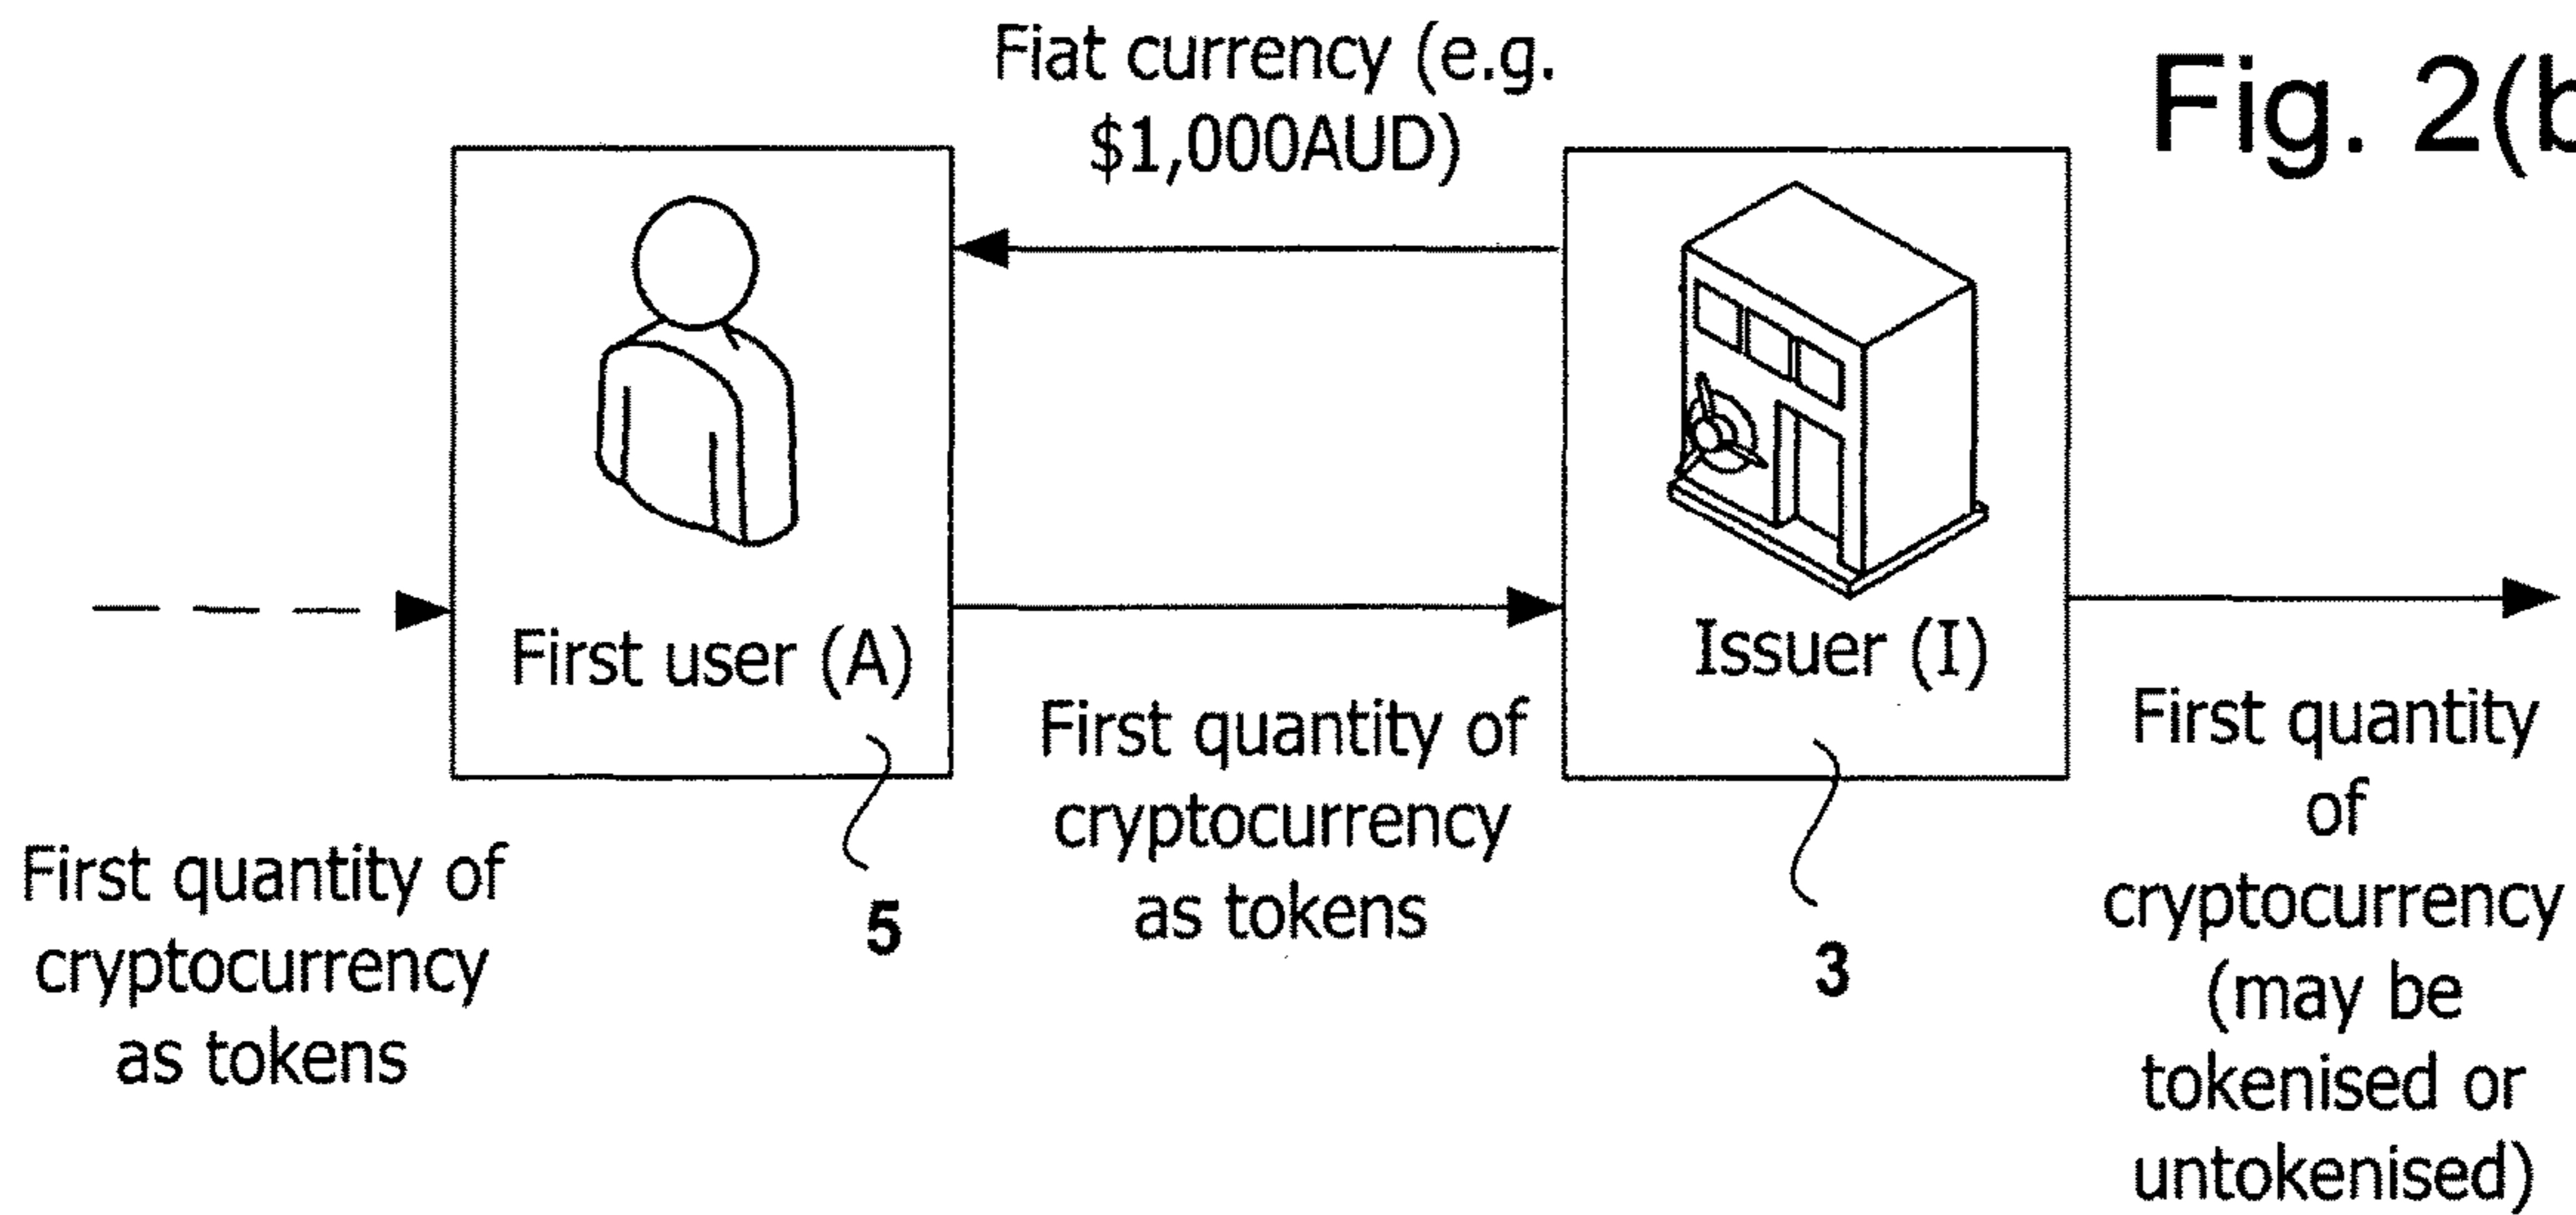 Fiat currency (e.g.
$1,000AUD)
Fig. 2(b
First user (A)
Issuer (I)
First quantity of
cryptocurrency
as tokens
5
First quantity of
cryptocurrency
as tokens
3
First quantity
of
cryptocurrency
(may be
tokenised or
untokenised)